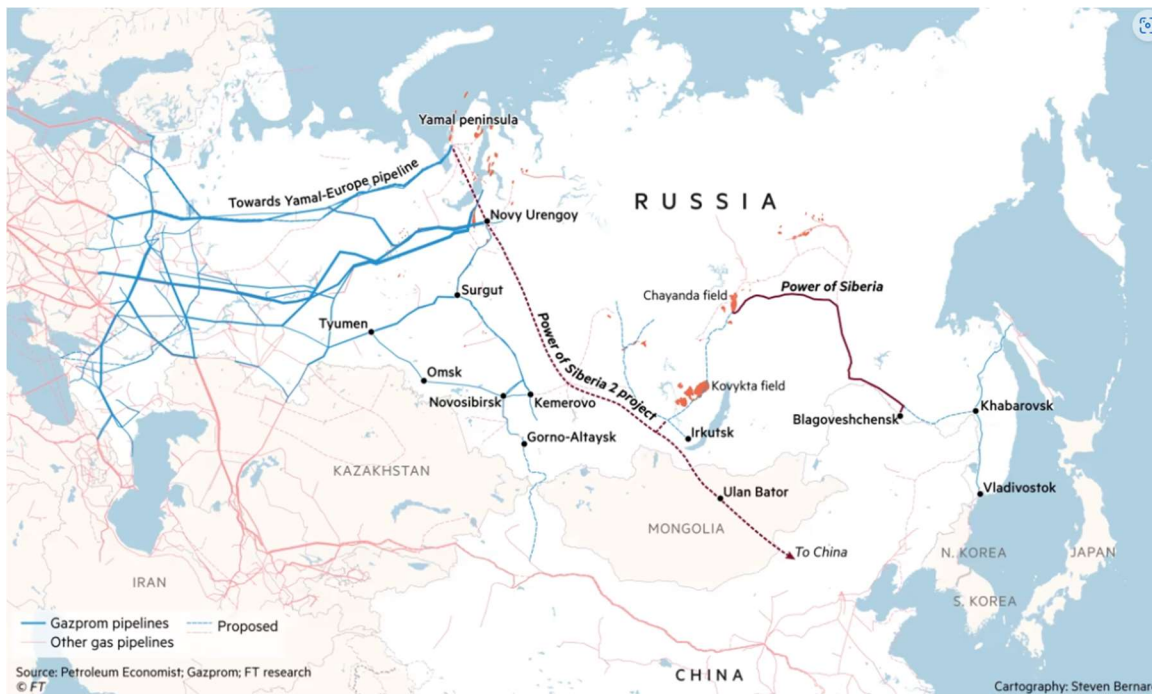 Yamal peninsula
Towards Yamal-Europe pipeline
RUSSIA
Novy Urengoy
Surgut
Chayanda field
Power of Siberia
Tyumen
Power of Siberia 2 project
Omsk
Kovykta field
Novosibirsk
Kemerovo
Khabarovsk
Blagoveshchensk
Gorno-Altaysk
Irkutsk
KAZAKHSTAN
Ulan Bator
Vladivostok
MONGOLIA
To China
N. KOREA
JAPAN
IRAN
S. KOREA
Gazprom pipelines
Proposed
Other gas pipelines
Source: Petroleum Economist; Gazprom; FT research
© FT
CHINA
Cartography: Steven Bernard